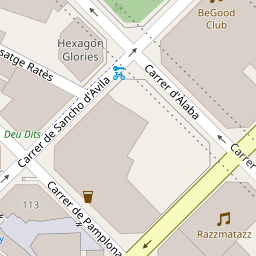 BeGood
Club
Hexagon
Glories
satge Ratés
Carrer d'Àlaba
Carrer de Sancho d'Àvila
Deu Dits
Carrer
113
Carrer de Pamplona
Razzmatazz
y